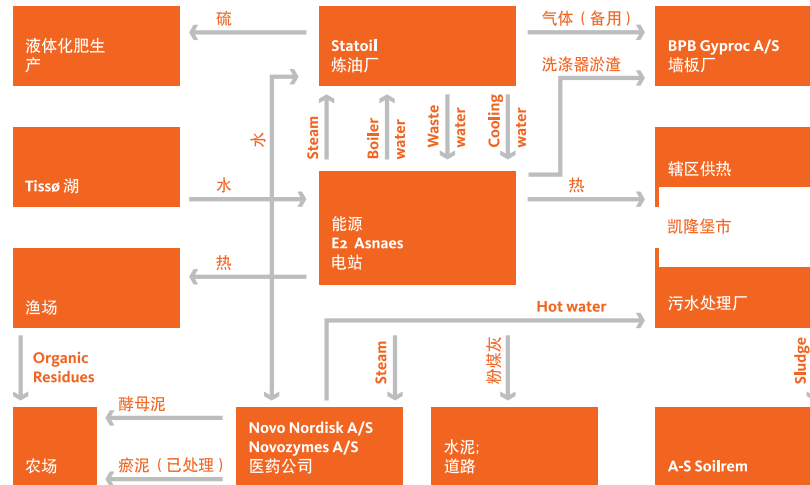 硫
气体（备用）
液体化肥生
产
Statoil
炼油厂
BPB Gyproc A/S
墙板厂
洗涤器淤渣
水
Steam
Boiler
water
Waste
water
Cooling
water
Tissø 湖
水
能源
E2 Asnaes
电站
热
辖区供热
凯隆堡市
热
渔场
污水处理厂
Hot water
Organic
Residues
Steam
粉煤灰
Sludge
酵母泥
农场
瘀泥（已处理）
Novo Nordisk A/S
Novozymes A/S
医药公司
水泥;
道路
A-S Soilrem